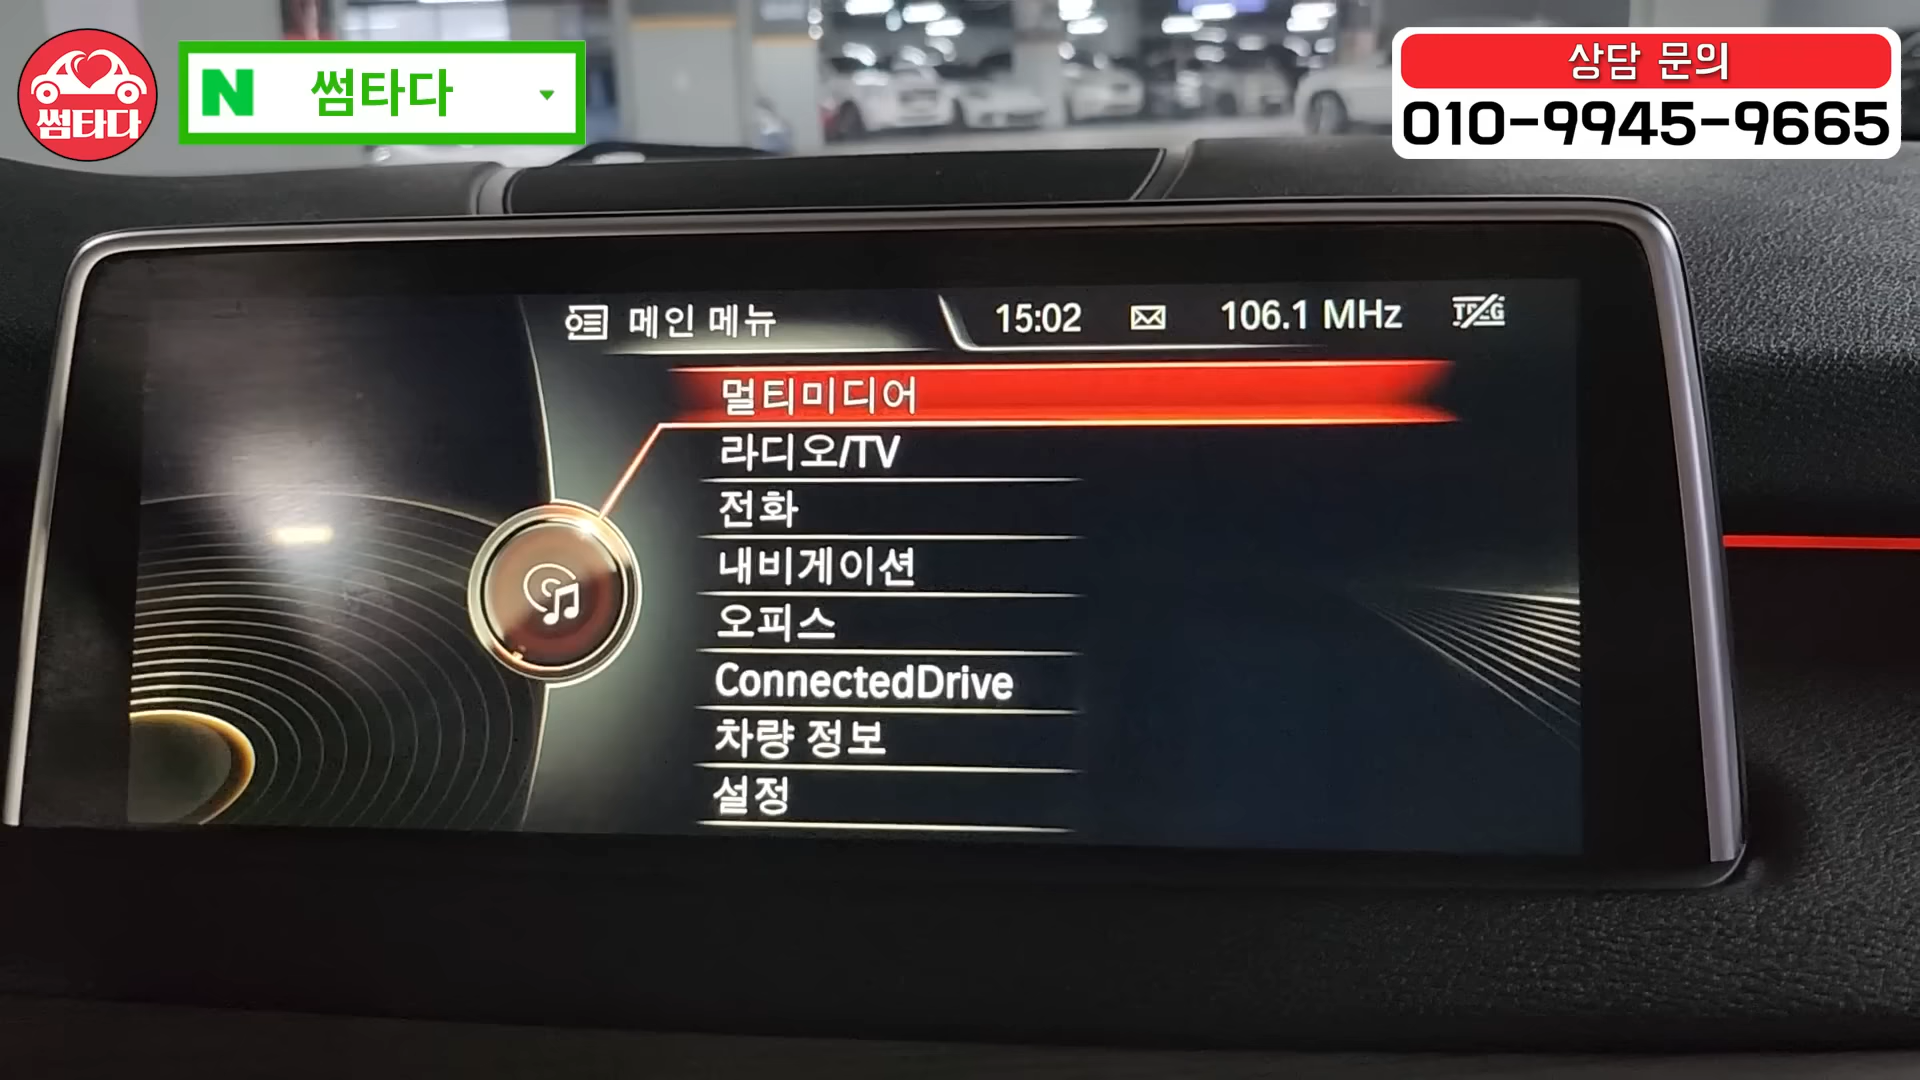 썸타다
N 썸타다
상담 문의
010-9945-9665
메인 메뉴 15:02 106.1 MHz
멀티미디어
라디오/TV
전화
내비게이션
오피스
ConnectedDrive
차량 정보
설정